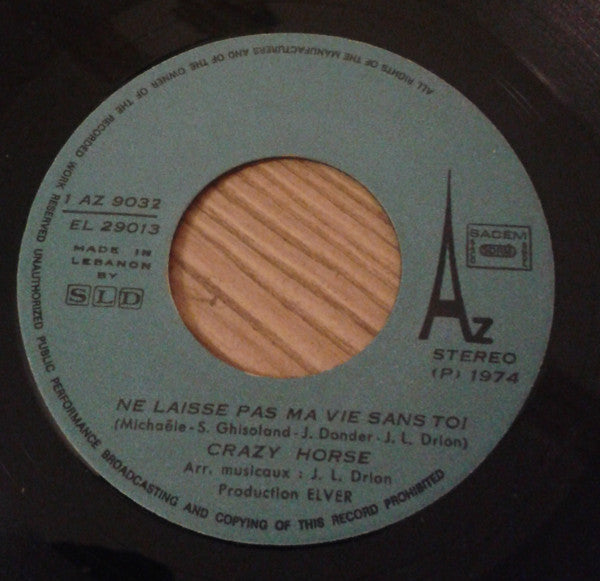 ALL RIGHTS OF THE MANUFACTURERS AND OF THE OWNER OF THE RECORDED WORK RESERVED UNAUTHORIZED PUBLIC PERFORMANCE BROADCASTING AND COPYING OF THIS RECORD PROHIBITED
1 AZ 9032
EL 29013
MADE IN
LEBANON
BY
SLD
SACEM
Az
STEREO
(P) 1974
NE LAISSE PAS MA VIE SANS TOI
(Michaële - S. Ghisoland - J. Donder - J. L. Drion)
CRAZY HORSE
Arr. musicaux : J. L. Drion
Production ELVER